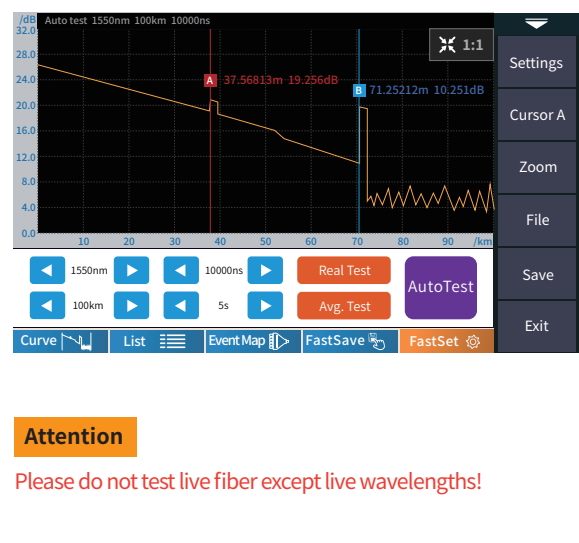 /dB Auto test 1550nm 100km 10000ns
32.0
28.0
24.0
20.0
16.0
12.0
8.0
4.0
0.0
A 37.56813m 19.256dB
B 71.25212m 10.251dB
1:1
10 20 30 40 50 60 70 80 90 /km
1550nm 10000ns Real Test
100km 5s Avg. Test
AutoTest
Curve List Event Map FastSave FastSet
Settings
Cursor A
Zoom
File
Save
Exit
Attention
Please do not test live fiber except live wavelengths!